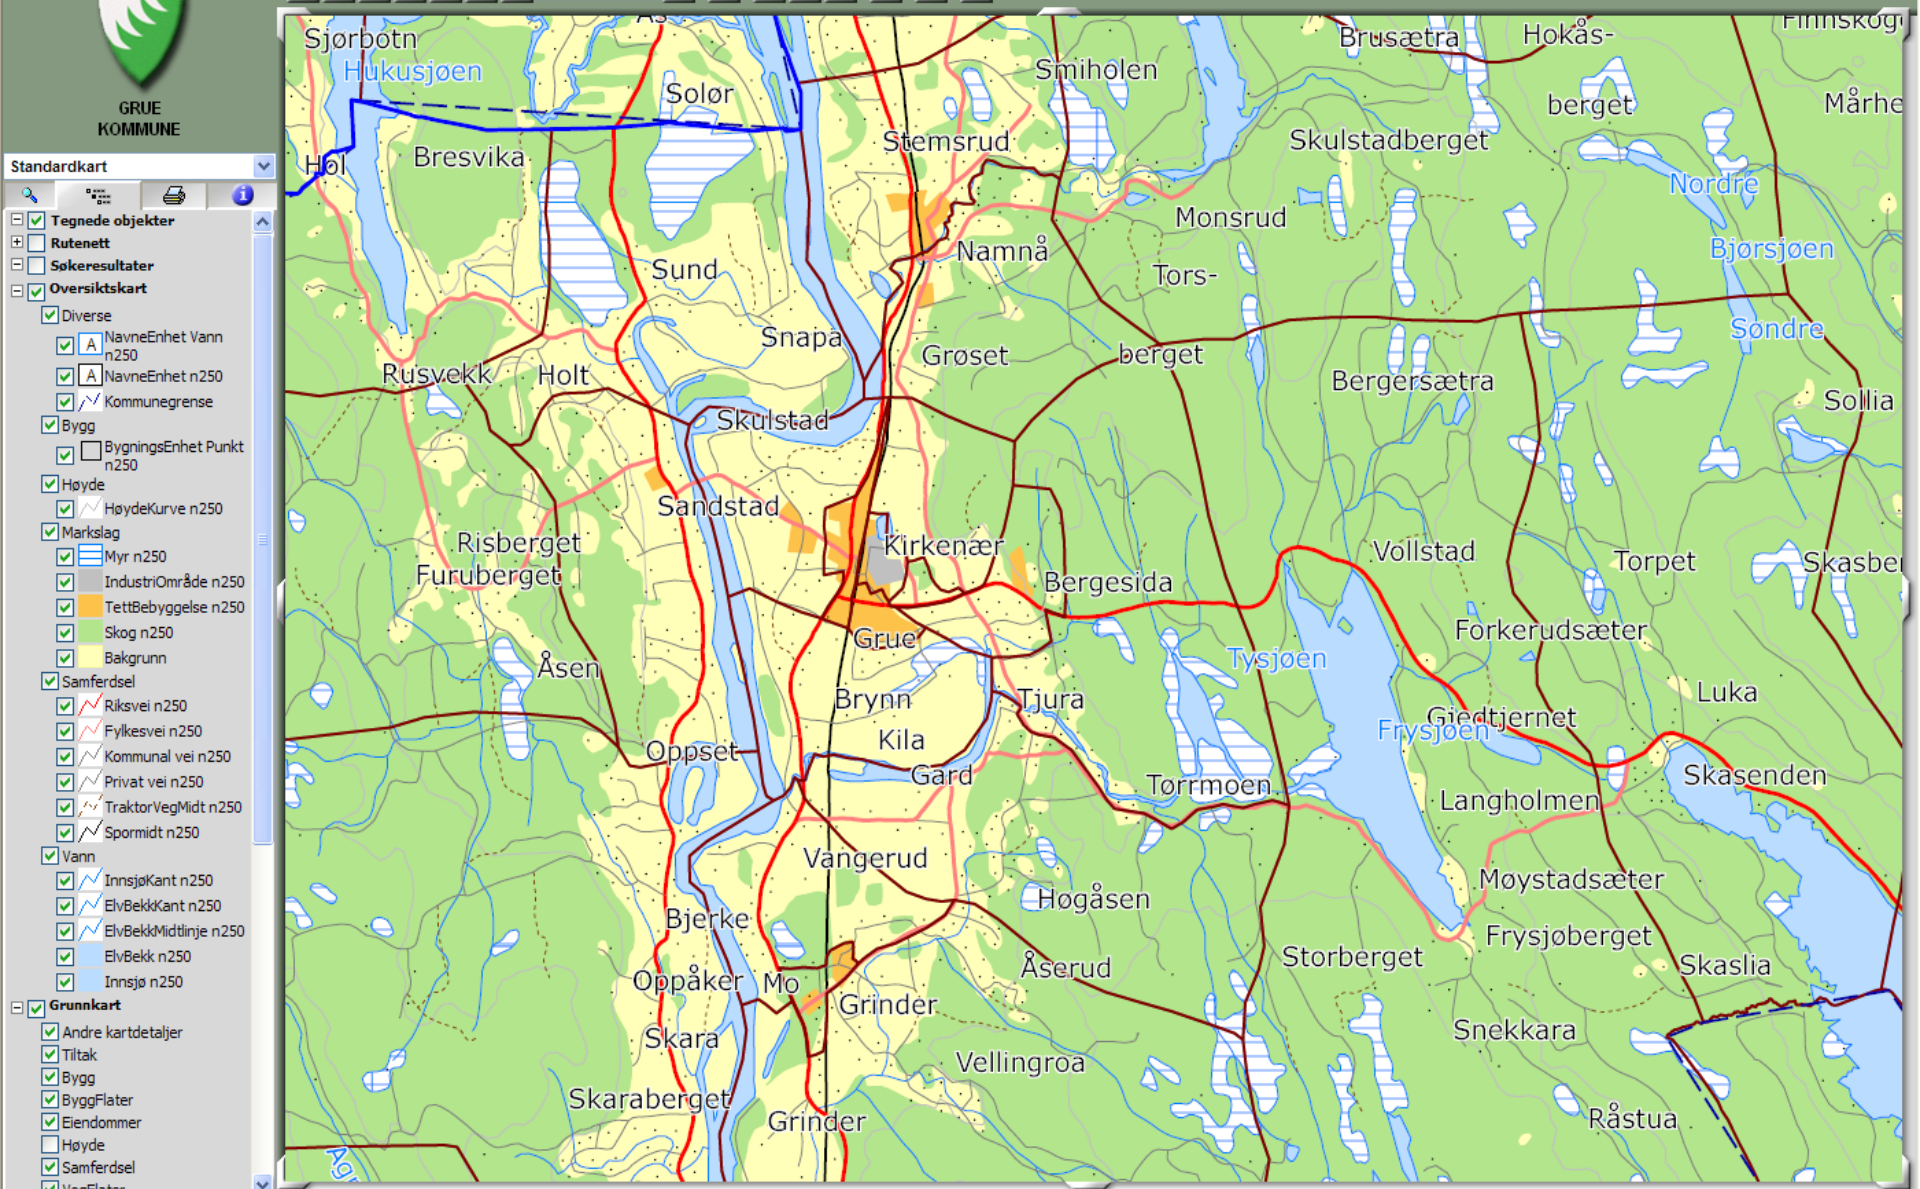 GRUE
KOMMUNE
Standardkart
Tegnede objekter
Rutenett
Søkeresultater
Oversiktskart
Diverse
A NavneEnhet Vann
n250
A NavneEnhet n250
Kommunegrense
Bygg
BygningsEnhet Punkt
n250
Høyde
HøydeKurve n250
Markslag
Myr n250
IndustriOmråde n250
TettBebyggelse n250
Skog n250
Bakgrunn
Samferdsel
Riksvei n250
Fylkesvei n250
Kommunal vei n250
Privat vei n250
TraktorVegMidt n250
Spormidt n250
Vann
InnsjøKant n250
ElvBekkKant n250
ElvBekkMidtlinje n250
ElvBekk n250
Innsjø n250
Grunnkart
Andre kartdetaljer
Tiltak
Bygg
ByggFlater
Eiendommer
Høyde
Samferdsel
VegFlater
Sjørbotn
Hukusjøen
Ås
Solør
Brusætra
Hokås-
berget
Finnskog
Mårhe
Smiholen
Stemsrud
Skulstadberget
Hol
Bresvika
Nordre
Bjørsjøen
Monsrud
Namnå
Sund
Tors-
berget
Snapa
Grøset
Søndre
Rusvekk
Holt
Bergersætra
Sollia
Skulstad
Sandstad
Risberget
Kirkenær
Vollstad
Torpet
Skasber
Furuberget
Bergesida
Grue
Forkerudsæter
Åsen
Tysjøen
Brynn
Tjura
Luka
Gjedtjernet
Frysjøen
Kila
Oppset
Gard
Tørrmoen
Skasenden
Langholmen
Vangerud
Møystadsæter
Høgåsen
Bjerke
Frysjøberget
Storberget
Åserud
Skaslia
Oppåker
Mo
Grinder
Snekkara
Skara
Vellingroa
Skaraberget
Grinder
Råstua
Agn